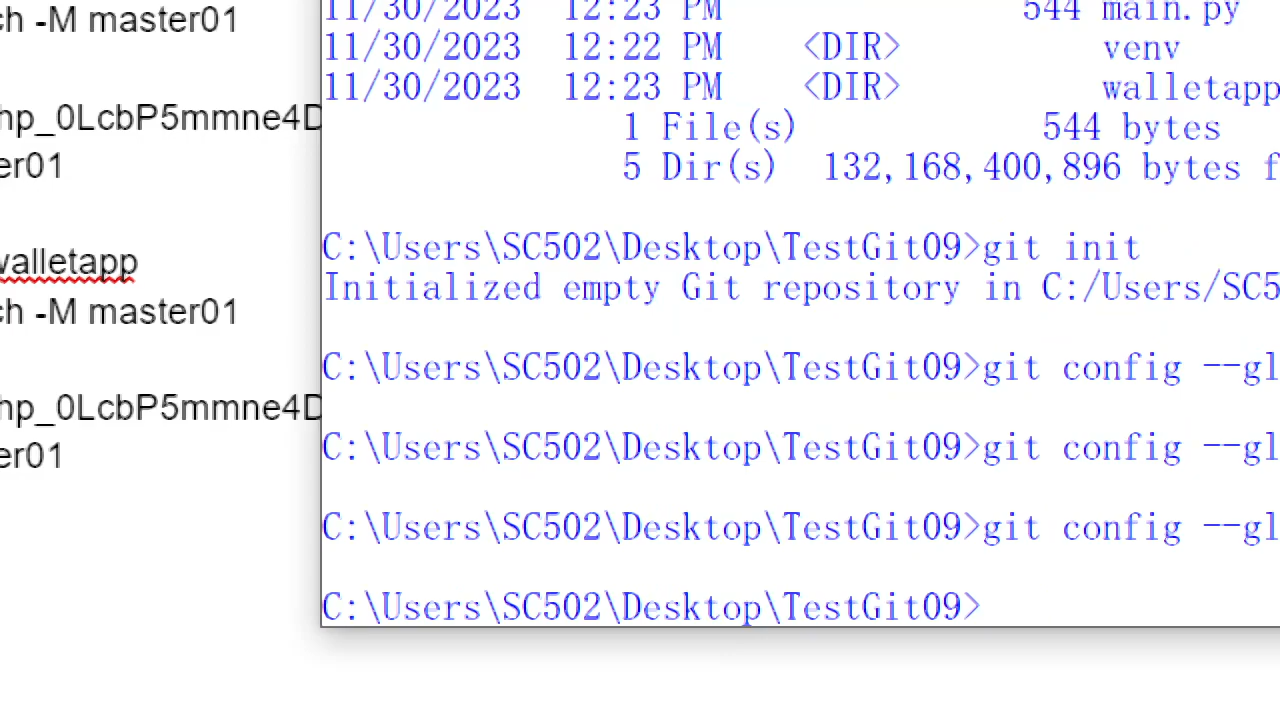 ch -M master01
hp_0LcbP5mmne4D
er01
walletapp
ch -M master01
hp_0LcbP5mmne4D
er01
11/30/2023 12:23 PM 544 main.py
11/30/2023 12:22 PM <DIR> venv
11/30/2023 12:23 PM <DIR> walletapp
1 File(s) 544 bytes
5 Dir(s) 132,168,400,896 bytes f
C:\Users\SC502\Desktop\TestGit09>git init
Initialized empty Git repository in C:/Users/SC5
C:\Users\SC502\Desktop\TestGit09>git config --gl
C:\Users\SC502\Desktop\TestGit09>git config --gl
C:\Users\SC502\Desktop\TestGit09>git config --gl
C:\Users\SC502\Desktop\TestGit09>